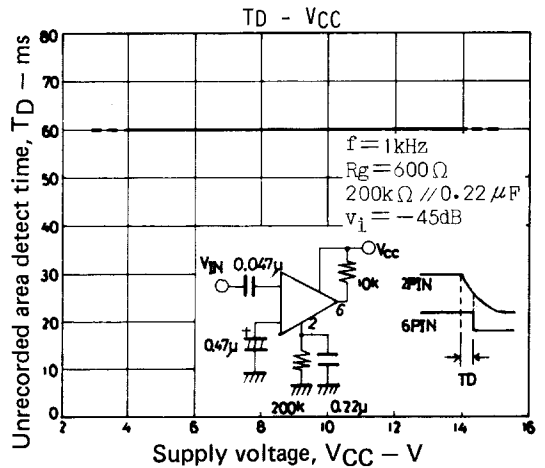 TD - VCC
Unrecorded area detect time, TD – ms
80
70
60
50
40
30
20
10
0
f=1kHz
Rg=600Ω
200kΩ//0.22μF
vi=-45dB
VIN
0.047μ
VCC
10k
6
2
+
0.47μ
200k
0.22μ
2PIN
6PIN
TD
2
4
6
8
10
12
14
16
Supply voltage, VCC – V